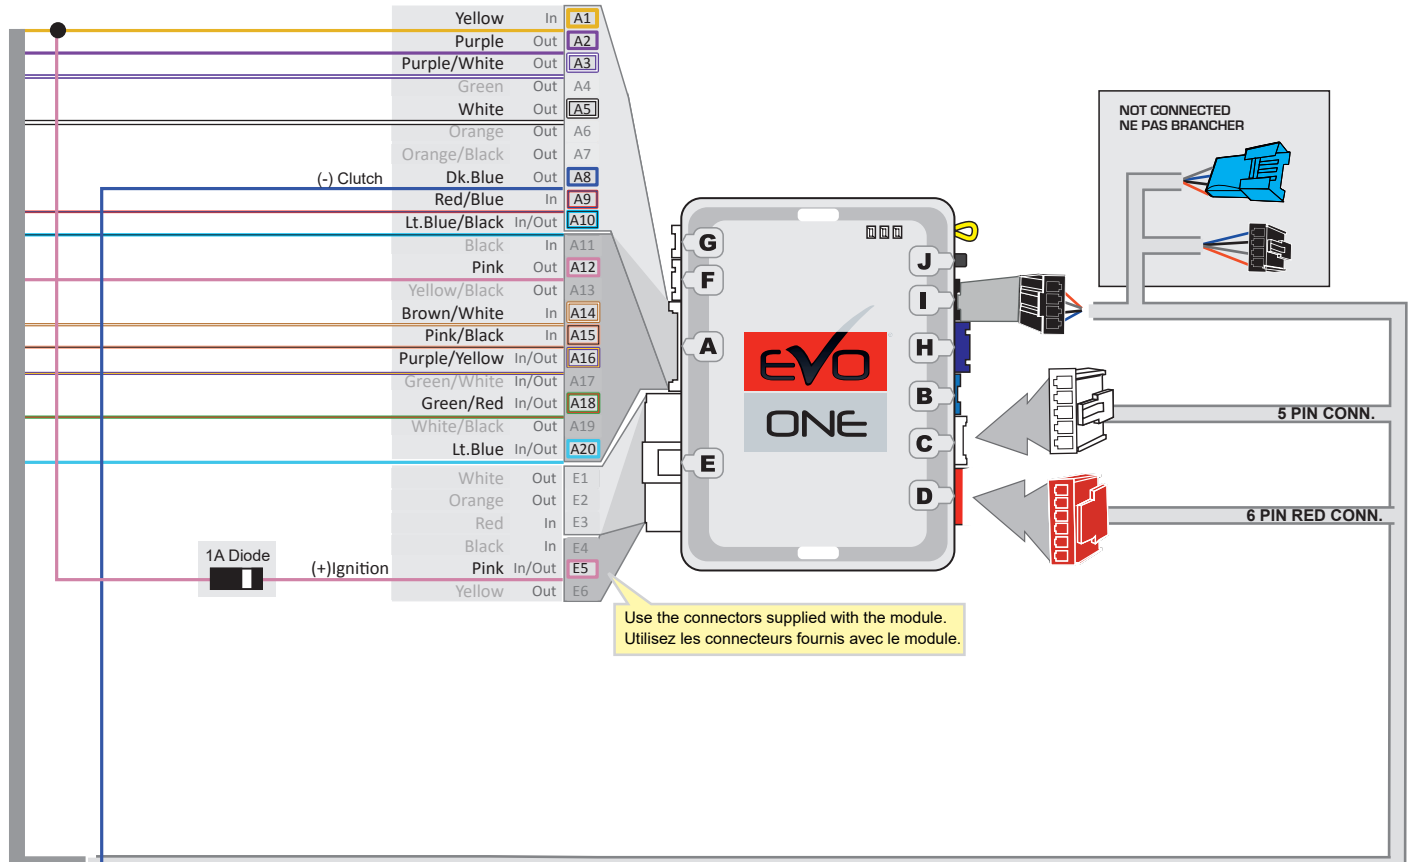 Yellow In A1
Purple Out A2
Purple/White Out A3
Green Out A4
White Out A5
Orange Out A6
Orange/Black Out A7
(-) Clutch Dk.Blue Out A8
Red/Blue In A9
Lt.Blue/Black In/Out A10
Black In A11
Pink Out A12
Yellow/Black Out A13
Brown/White In A14
Pink/Black In A15
Purple/Yellow In/Out A16
Green/White In/Out A17
Green/Red In/Out A18
White/Black Out A19
Lt.Blue In/Out A20
White Out E1
Orange Out E2
Red In E3
Black In E4
1A Diode
(+)Ignition Pink In/Out E5
Yellow Out E6
Use the connectors supplied with the module.
Utilisez les connecteurs fournis avec le module.
G
F
A
E
J
I
H
B
C
D
EVO
ONE
NOT CONNECTED
NE PAS BRANCHER
5 PIN CONN.
6 PIN RED CONN.